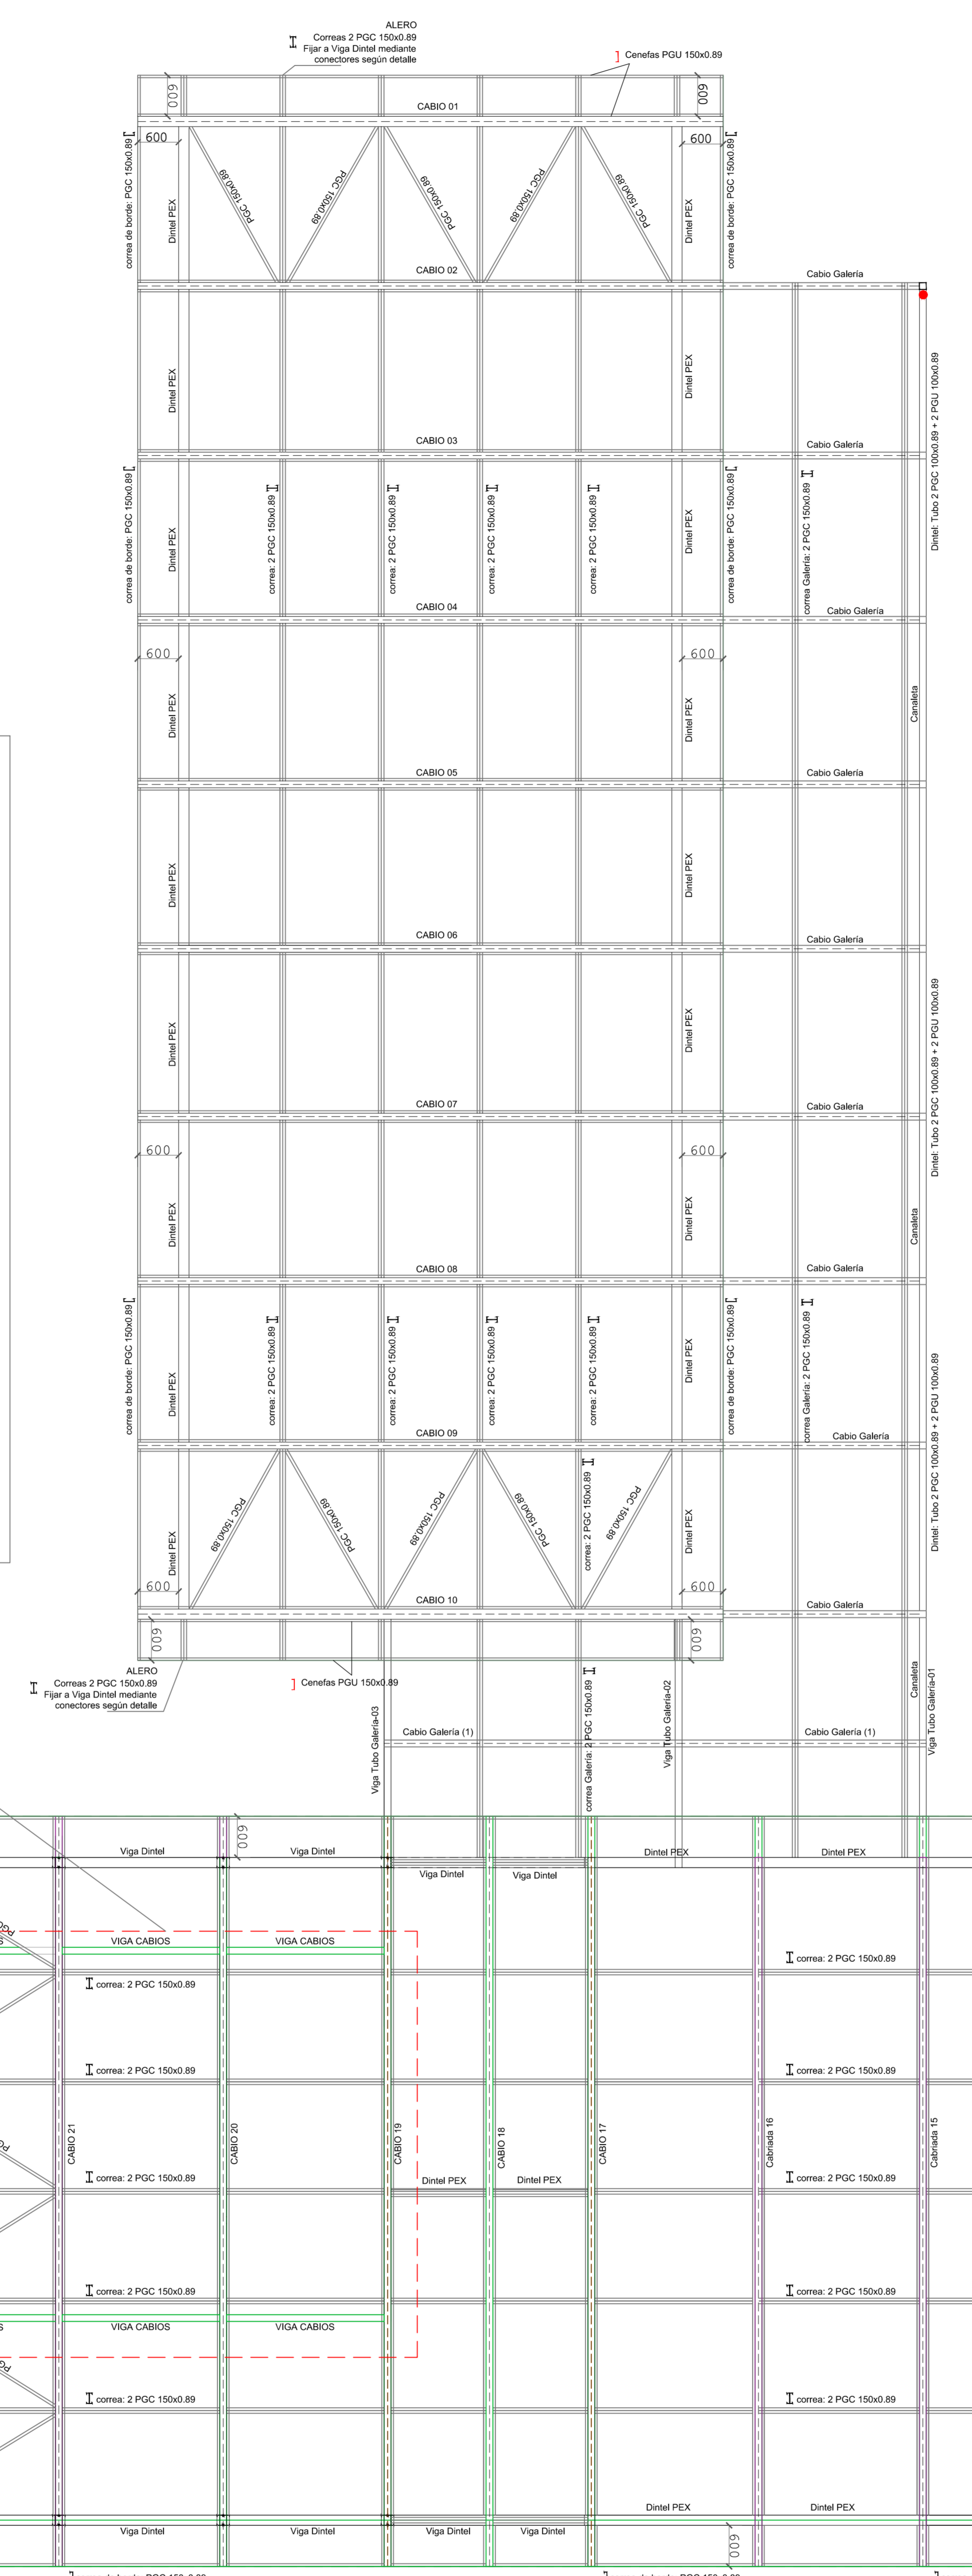 ALERO
Correas 2 PGC 150x0.89
Fijar a Viga Dintel mediante
conectores según detalle
Cenefas PGU 150x0.89
600
600
CABIO 01
600
600
correa de borde: PGC 150x0.89
Dintel PEX
PGC 150x0.89
PGC 150x0.89
PGC 150x0.89
PGC 150x0.89
PGC 150x0.89
Dintel PEX
correa de borde: PGC 150x0.89
CABIO 02
Cabio Galería
Dintel PEX
Dintel PEX
Dintel: Tubo 2 PGC 100x0.89 + 2 PGU 100x0.89
CABIO 03
Cabio Galería
correa de borde: PGC 150x0.89
Dintel PEX
correa: 2 PGC 150x0.89
correa: 2 PGC 150x0.89
correa: 2 PGC 150x0.89
correa: 2 PGC 150x0.89
Dintel PEX
correa de borde: PGC 150x0.89
correa Galería: 2 PGC 150x0.89
CABIO 04
Cabio Galería
600
600
Dintel PEX
Dintel PEX
Canaleta
CABIO 05
Cabio Galería
Dintel PEX
Dintel PEX
CABIO 06
Cabio Galería
Dintel PEX
Dintel PEX
Dintel: Tubo 2 PGC 100x0.89 + 2 PGU 100x0.89
CABIO 07
Cabio Galería
600
600
Dintel PEX
Dintel PEX
Canaleta
CABIO 08
Cabio Galería
correa de borde: PGC 150x0.89
Dintel PEX
correa: 2 PGC 150x0.89
correa: 2 PGC 150x0.89
correa: 2 PGC 150x0.89
correa: 2 PGC 150x0.89
Dintel PEX
correa de borde: PGC 150x0.89
correa Galería: 2 PGC 150x0.89
Dintel: Tubo 2 PGC 100x0.89 + 2 PGU 100x0.89
CABIO 09
Cabio Galería
Dintel PEX
PGC 150x0.89
PGC 150x0.89
PGC 150x0.89
PGC 150x0.89
correa: 2 PGC 150x0.89
PGC 150x0.89
Dintel PEX
600
600
CABIO 10
Cabio Galería
600
600
ALERO
Correas 2 PGC 150x0.89
Fijar a Viga Dintel mediante
conectores según detalle
Cenefas PGU 150x0.89
Viga Tubo Galería-03
correa Galería: 2 PGC 150x0.89
Viga Tubo Galería-02
Canaleta
Viga Tubo Galería-01
Cabio Galería (1)
Cabio Galería (1)
600
Viga Dintel
Viga Dintel
Viga Dintel
Viga Dintel
Dintel PEX
Dintel PEX
VIGA CABIOS
VIGA CABIOS
correa: 2 PGC 150x0.89
correa: 2 PGC 150x0.89
correa: 2 PGC 150x0.89
correa: 2 PGC 150x0.89
CABIO 21
CABIO 20
CABIO 19
CABIO 18
CABIO 17
Cabriada 16
Cabriada 15
correa: 2 PGC 150x0.89
Dintel PEX
Dintel PEX
correa: 2 PGC 150x0.89
correa: 2 PGC 150x0.89
correa: 2 PGC 150x0.89
VIGA CABIOS
VIGA CABIOS
correa: 2 PGC 150x0.89
correa: 2 PGC 150x0.89
Dintel PEX
Dintel PEX
Viga Dintel
Viga Dintel
Viga Dintel
Viga Dintel
600